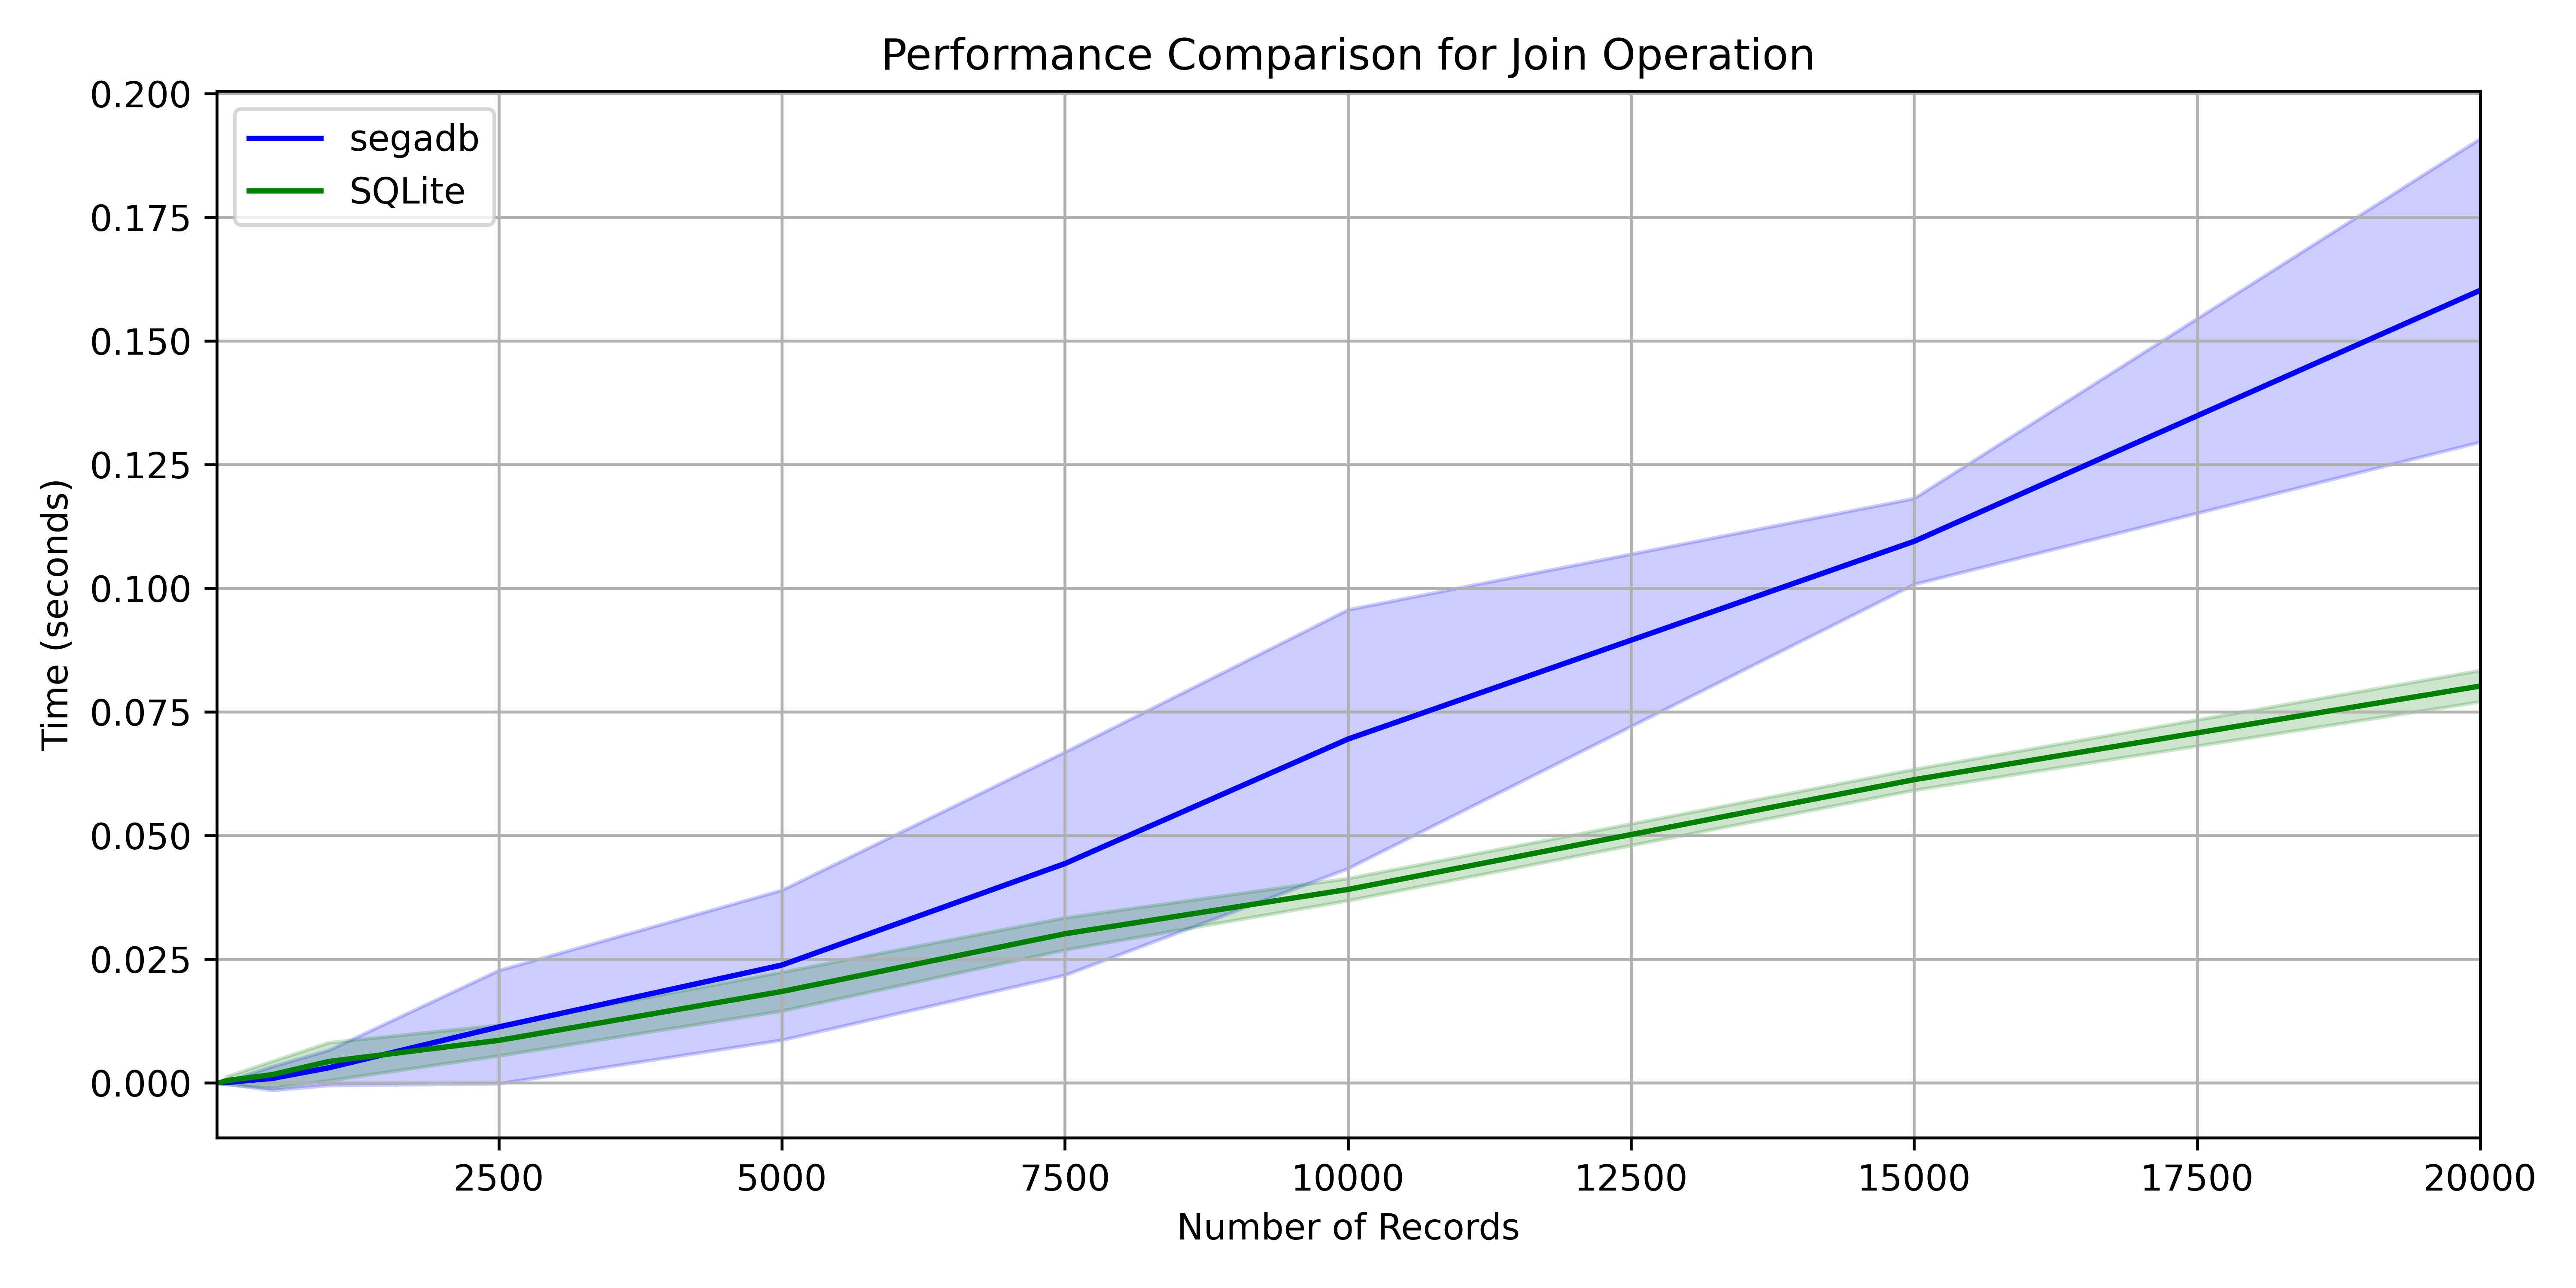 Performance Comparison for Join Operation
0.200
0.175
0.150
0.125
0.100
0.075
0.050
0.025
0.000
Time (seconds)
segadb
SQLite
2500 5000 7500 10000 12500 15000 17500 20000
Number of Records